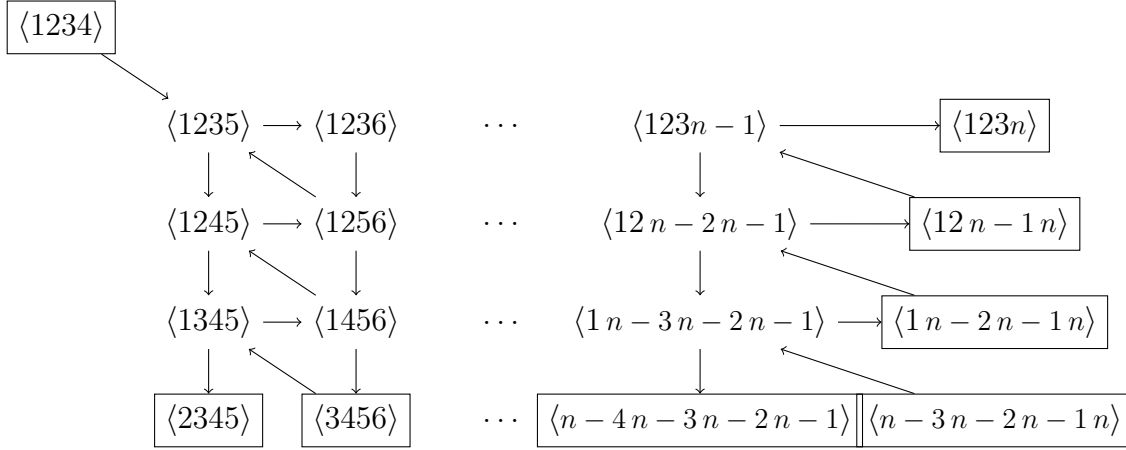 ⟨1234⟩
⟨1235⟩ ⟨1236⟩ ⋯ ⟨123n − 1⟩ ⟨123n⟩
⟨1245⟩ ⟨1256⟩ ⋯ ⟨12 n − 2 n − 1⟩ ⟨12 n − 1 n⟩
⟨1345⟩ ⟨1456⟩ ⋯ ⟨1 n − 3 n − 2 n − 1⟩ ⟨1 n − 2 n − 1 n⟩
⟨2345⟩ ⟨3456⟩ ⋯ ⟨n − 4 n − 3 n − 2 n − 1⟩ ⟨n − 3 n − 2 n − 1 n⟩